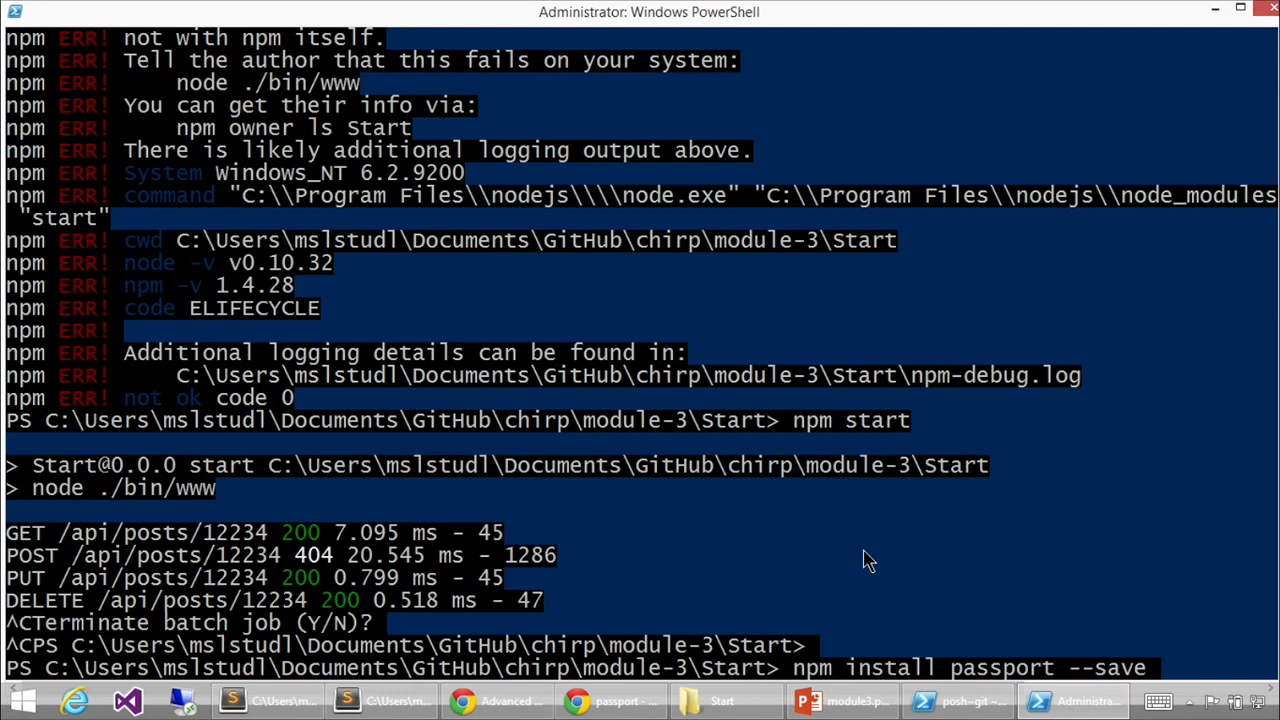 Administrator: Windows PowerShell
npm ERR! not with npm itself.
npm ERR! Tell the author that this fails on your system:
npm ERR!     node ./bin/www
npm ERR! You can get their info via:
npm ERR!     npm owner ls Start
npm ERR! There is likely additional logging output above.
npm ERR! System Windows_NT 6.2.9200
npm ERR! command "C:\\Program Files\\nodejs\\\\node.exe" "C:\\Program Files\\nodejs\\node_modules
 "start"
npm ERR! cwd C:\Users\mslstudl\Documents\GitHub\chirp\module-3\Start
npm ERR! node -v v0.10.32
npm ERR! npm -v 1.4.28
npm ERR! code ELIFECYCLE
npm ERR!
npm ERR! Additional logging details can be found in:
npm ERR!     C:\Users\mslstudl\Documents\GitHub\chirp\module-3\Start\npm-debug.log
npm ERR! not ok code 0
PS C:\Users\mslstudl\Documents\GitHub\chirp\module-3\Start> npm start
> Start@0.0.0 start C:\Users\mslstudl\Documents\GitHub\chirp\module-3\Start
> node ./bin/www
GET /api/posts/12234 200 7.095 ms - 45
POST /api/posts/12234 404 20.545 ms - 1286
PUT /api/posts/12234 200 0.799 ms - 45
DELETE /api/posts/12234 200 0.518 ms - 47
^CTerminate batch job (Y/N)?
^CPS C:\Users\mslstudl\Documents\GitHub\chirp\module-3\Start>
PS C:\Users\mslstudl\Documents\GitHub\chirp\module-3\Start> npm install passport --save
C:\Users\m... C:\Users\m... Advanced ... passport - ... Start module3.p... posh~git ~... Administra...